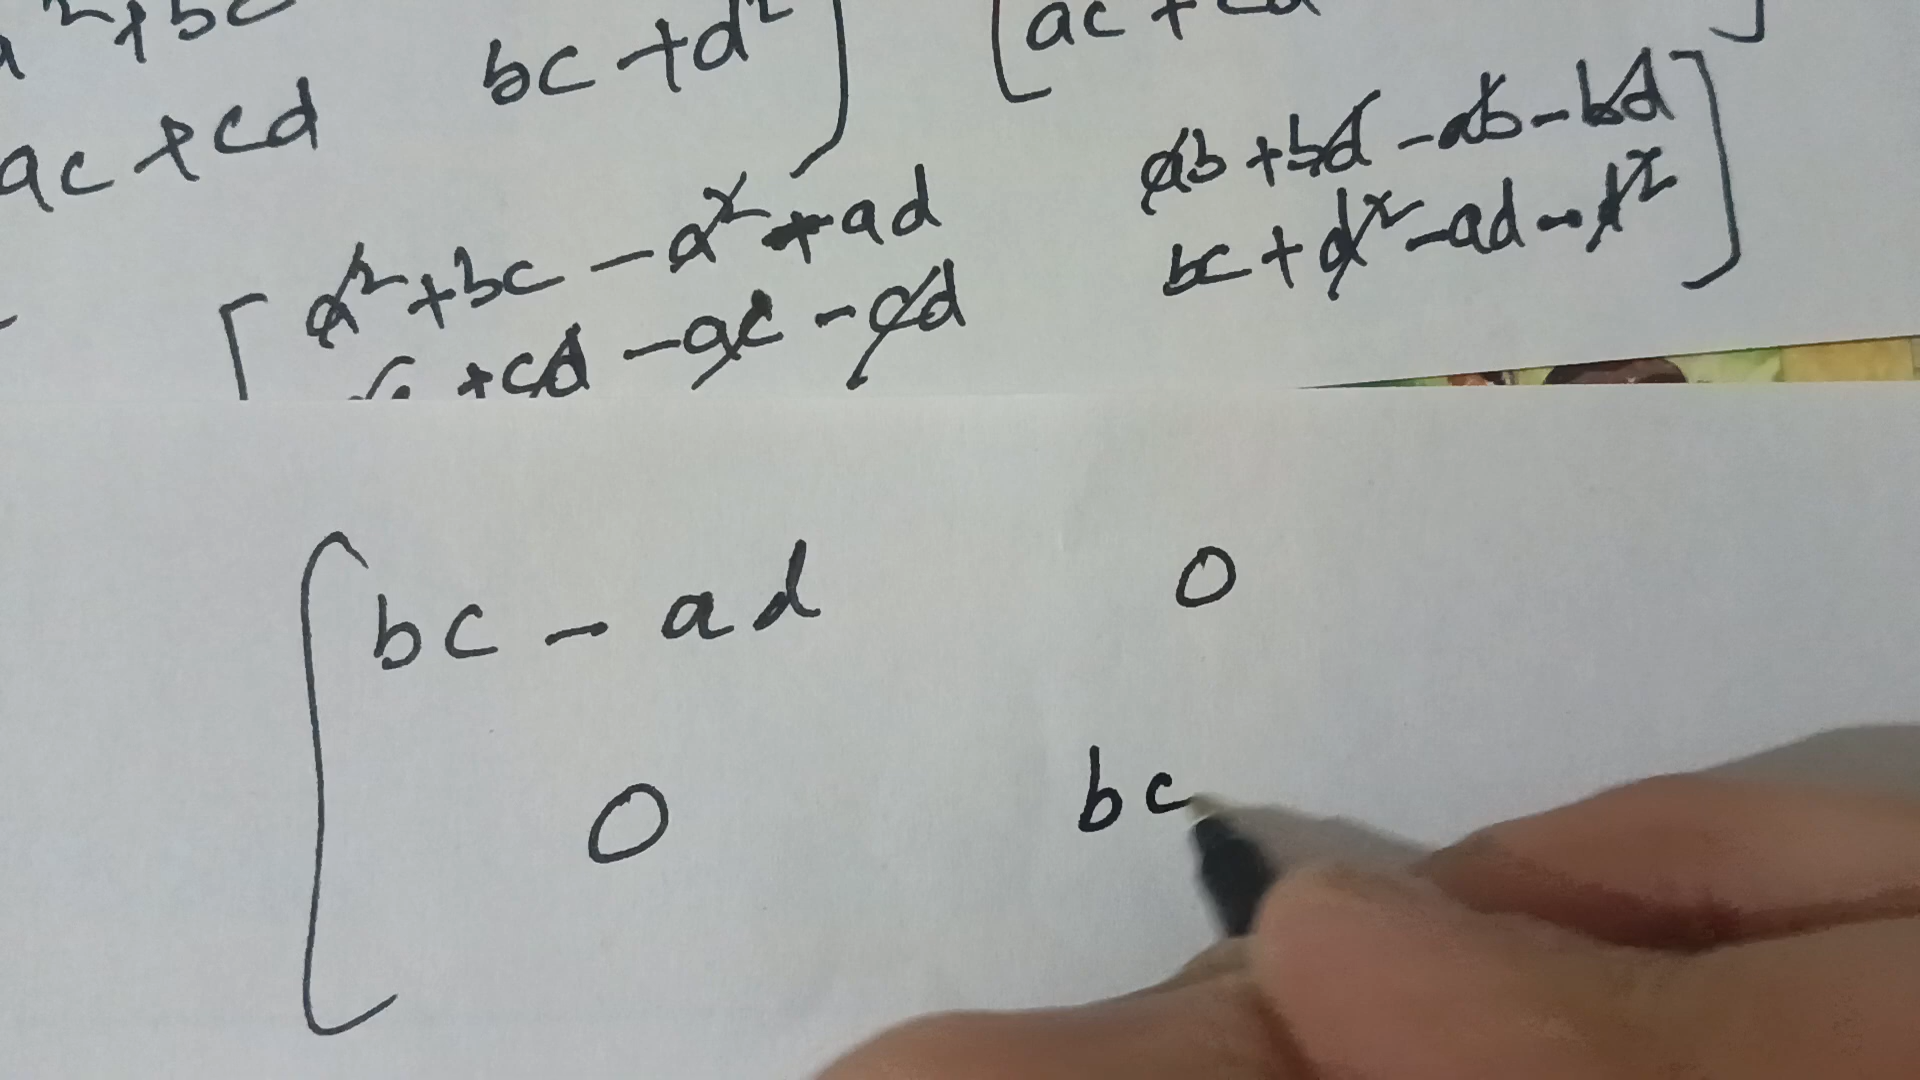 a²+bc
bc+d²] [ac+cd]
ac+cd
[a²+bc-a²+ad ab+bd-ab-bd]
+cd-ac-cd bc+d²-ad-d²
[bc-ad 0
0 bc